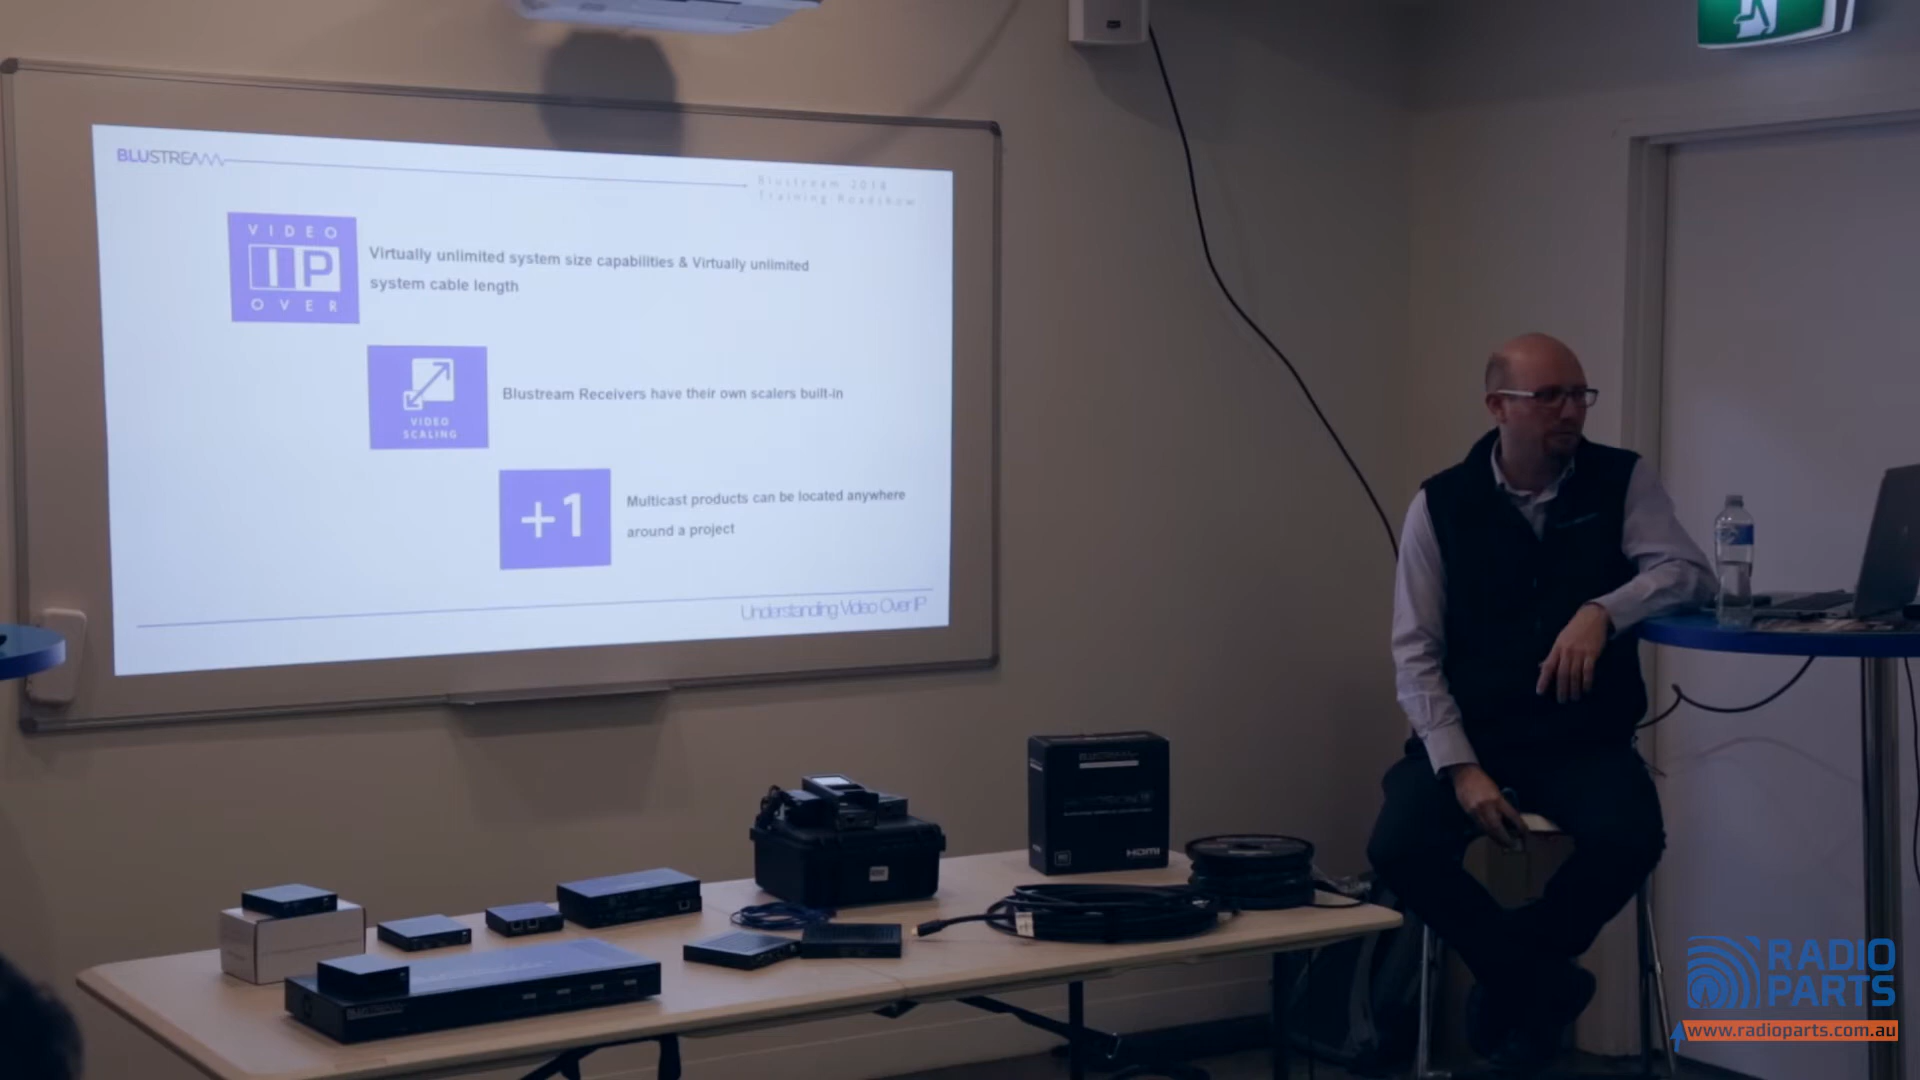 BLUSTREAM
Blustream 2018
Training Roadshow
VIDEO
IP
OVER
Virtually unlimited system size capabilities & Virtually unlimited
system cable length
VIDEO
SCALING
Blustream Receivers have their own scalers built-in
+1
Multicast products can be located anywhere
around a project
Understanding Video Over IP
BLUSTREAM
HDMI
BLUSTREAM
RADIO
PARTS
www.radioparts.com.au